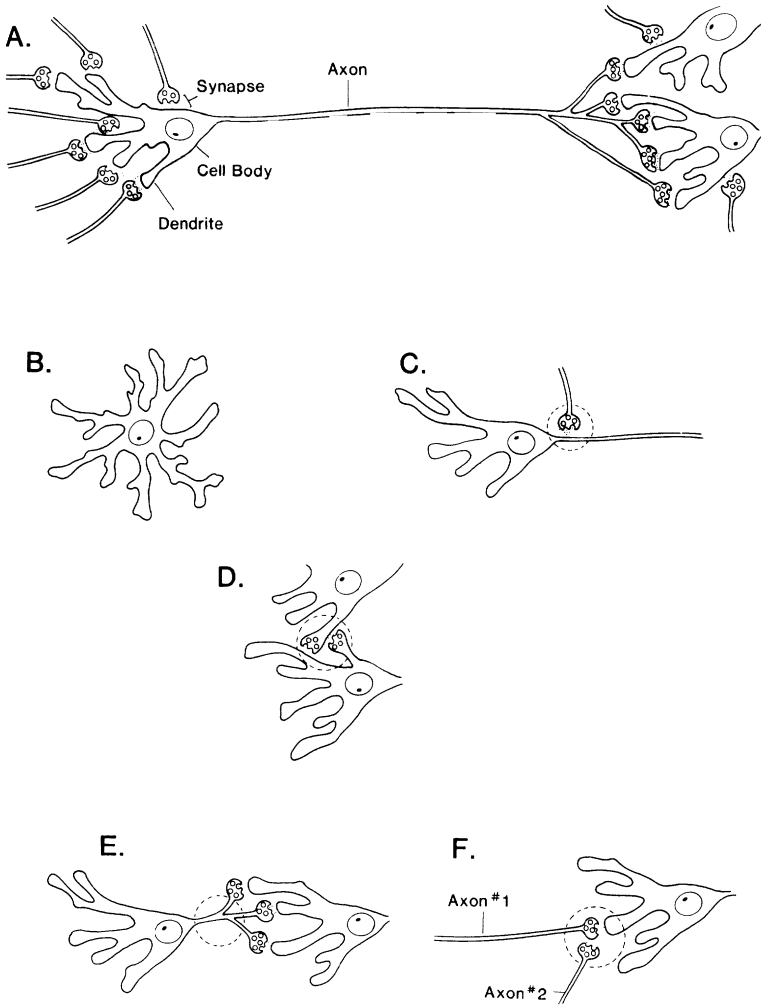 A.
Synapse
Axon
Cell Body
Dendrite
B.
C.
D.
E.
F.
Axon #1
Axon #2